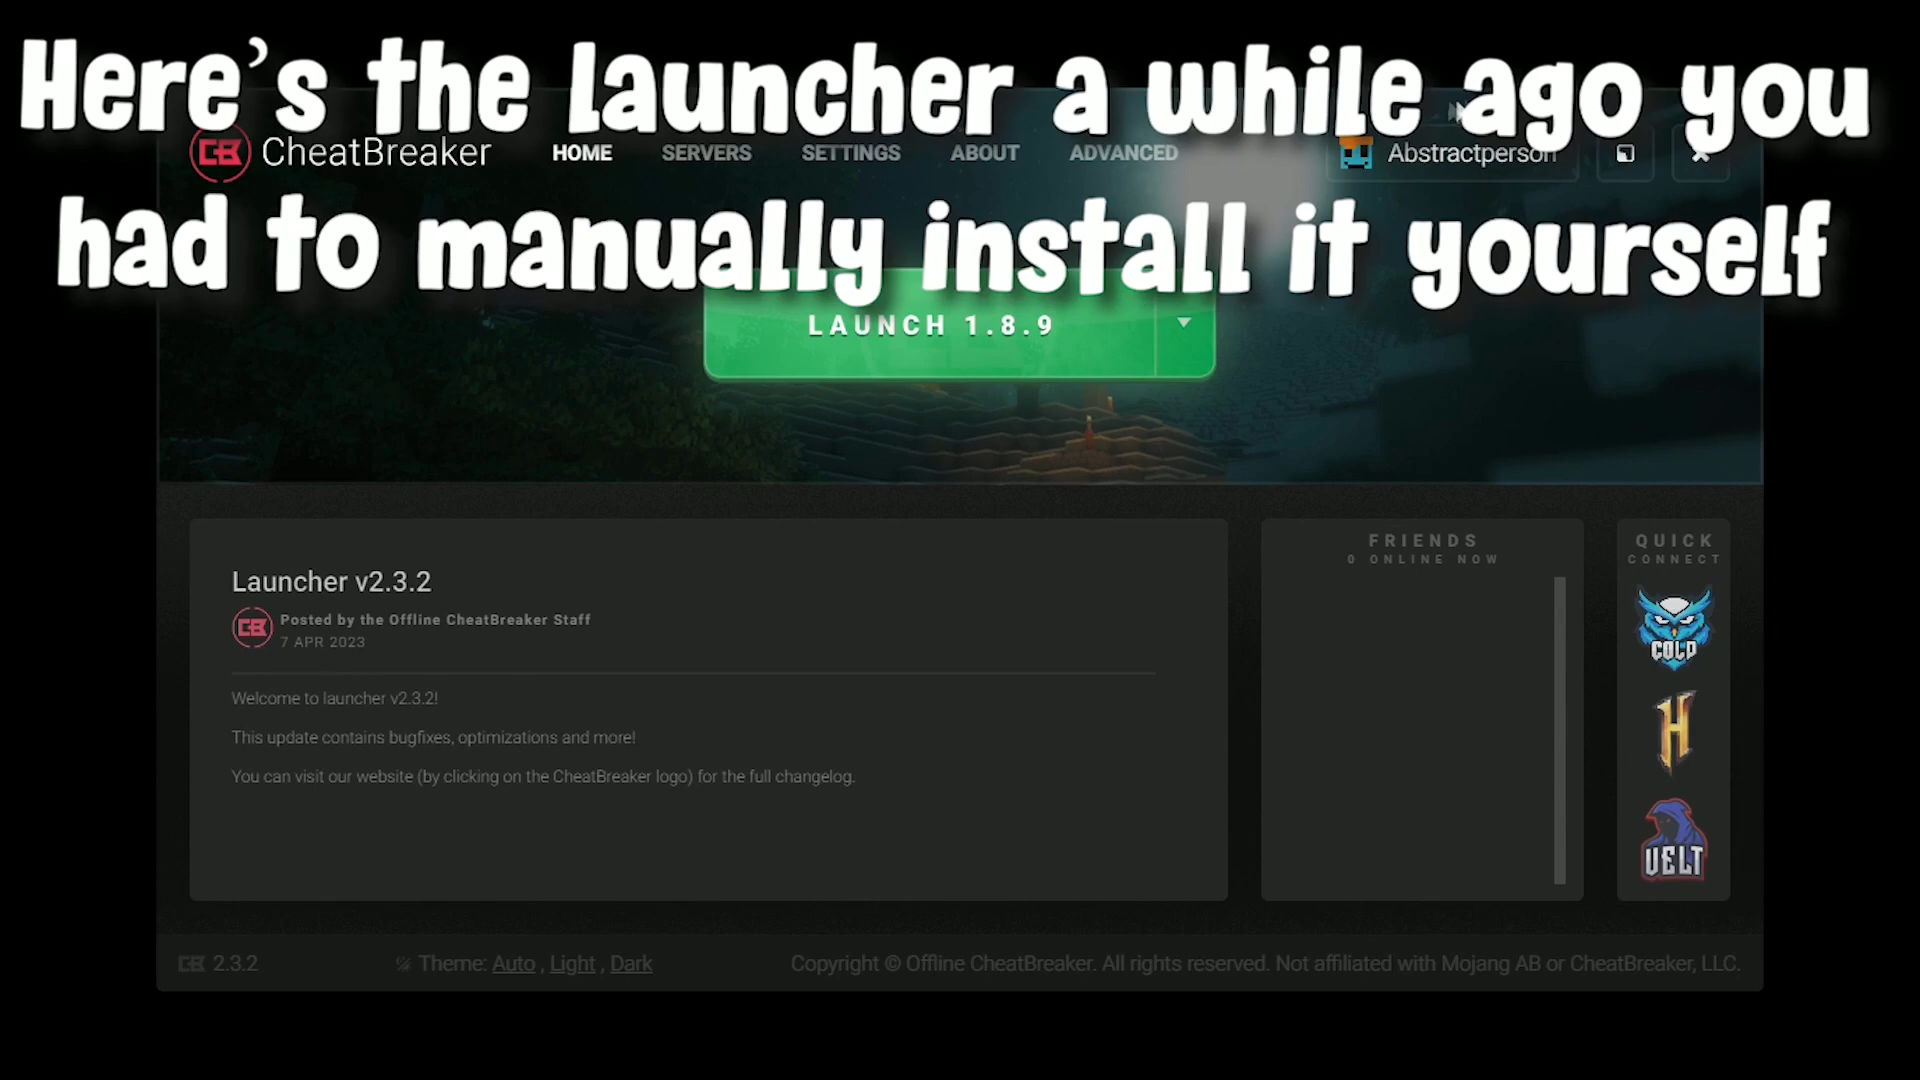 Here's the launcher a while ago you
had to manually install it yourself
CB CheatBreaker HOME SERVERS SETTINGS ABOUT ADVANCED Abstractperson
LAUNCH 1.8.9
Launcher v2.3.2
CB Posted by the Offline CheatBreaker Staff
7 APR 2023
Welcome to launcher v2.3.2!
This update contains bugfixes, optimizations and more!
You can visit our website (by clicking on the CheatBreaker logo) for the full changelog.
FRIENDS
0 ONLINE NOW
QUICK
CONNECT
COLD
H
VELT
CB 2.3.2 Theme: Auto , Light , Dark Copyright © Offline CheatBreaker. All rights reserved. Not affiliated with Mojang AB or CheatBreaker, LLC.